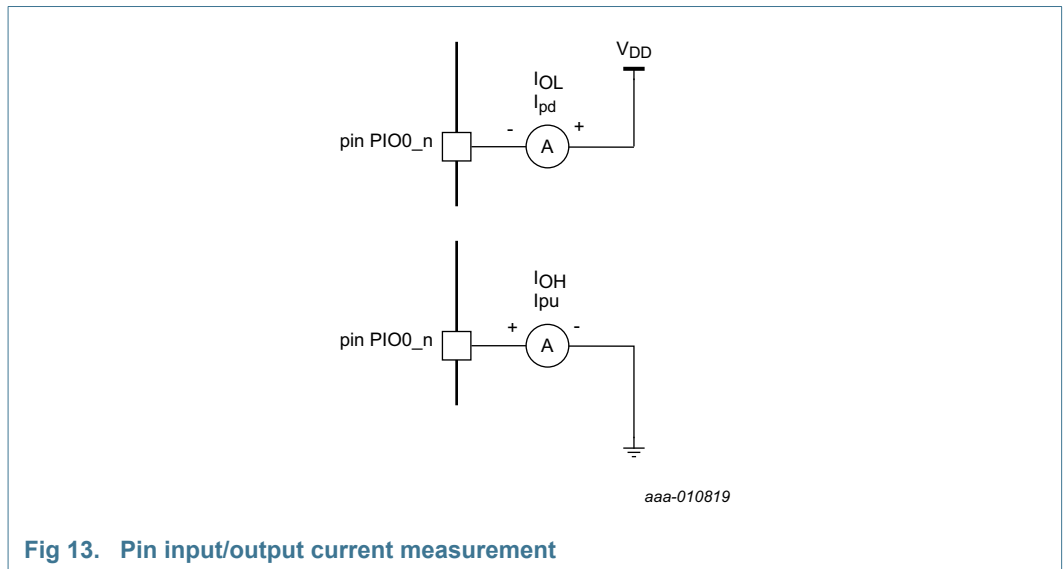 VDD
IOL
Ipd
pin PIO0_n
- A +
IOH
Ipu
pin PIO0_n
+ A -
aaa-010819
Fig 13. Pin input/output current measurement